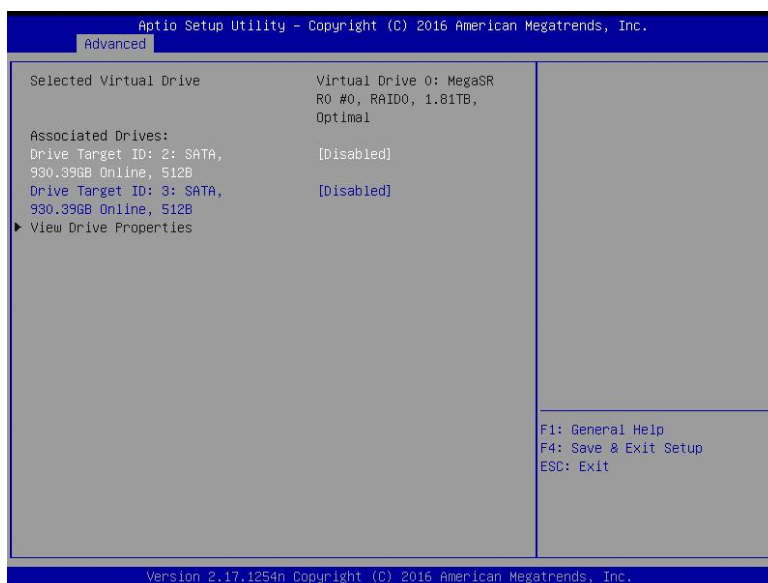 Aptio Setup Utility – Copyright (C) 2016 American Megatrends, Inc.
Advanced
Selected Virtual Drive Virtual Drive 0: MegaSR
R0 #0, RAID0, 1.81TB,
Optimal
Associated Drives:
Drive Target ID: 2: SATA, [Disabled]
930.39GB Online, 512B
Drive Target ID: 3: SATA, [Disabled]
930.39GB Online, 512B
View Drive Properties
F1: General Help
F4: Save & Exit Setup
ESC: Exit
Version 2.17.1254n Copyright (C) 2016 American Megatrends, Inc.